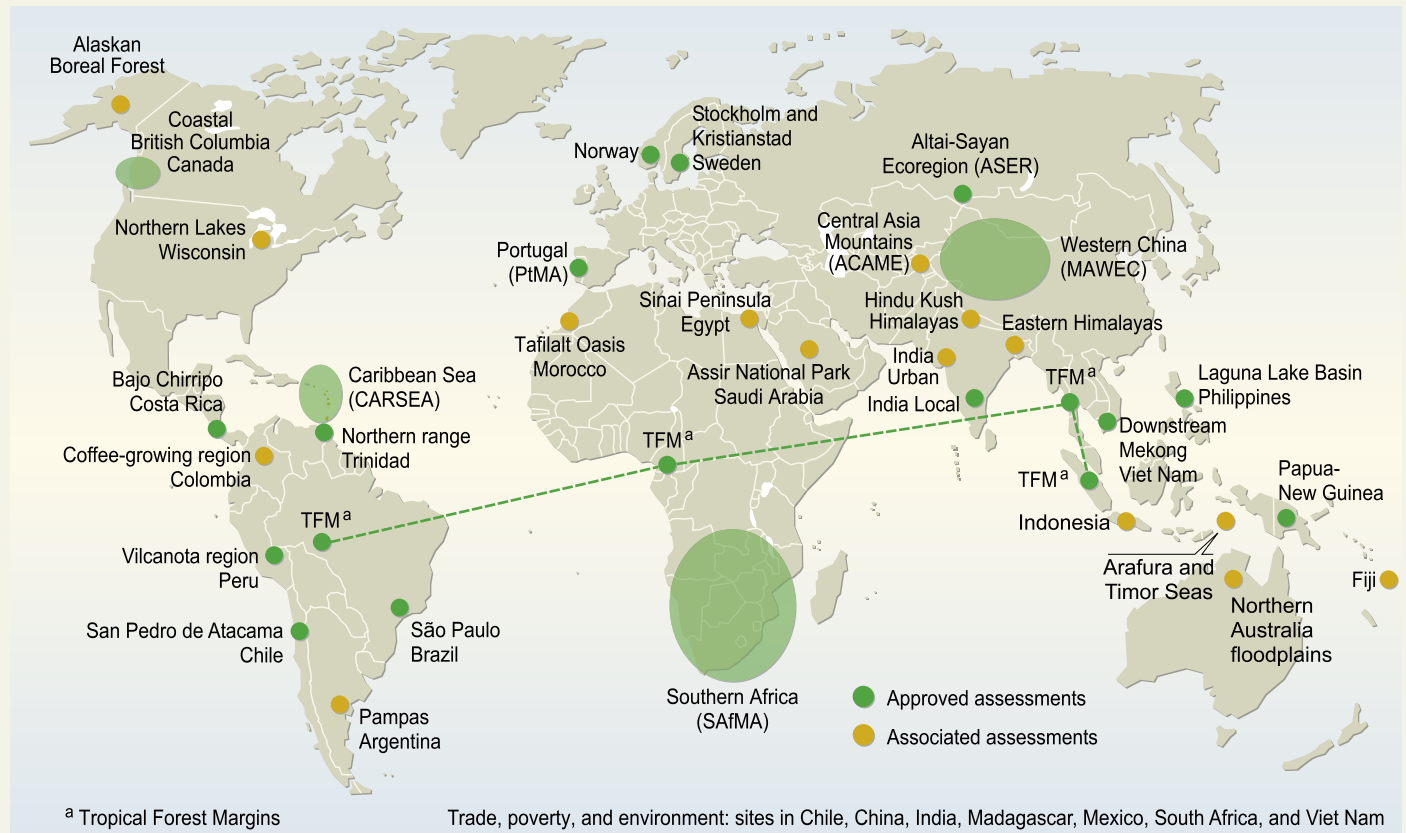 Alaskan
Boreal Forest
Coastal
British Columbia
Canada
Northern Lakes
Wisconsin
Stockholm and
Kristianstad
Sweden
Norway
Altai-Sayan
Ecoregion (ASER)
Central Asia
Mountains
(ACAME)
Western China
(MAWEC)
Portugal
(PtMA)
Sinai Peninsula
Egypt
Hindu Kush
Himalayas
Eastern Himalayas
Tafilalt Oasis
Morocco
Assir National Park
Saudi Arabia
India
Urban
India Local
TFM a
Laguna Lake Basin
Philippines
Bajo Chirripo
Costa Rica
Caribbean Sea
(CARSEA)
Northern range
Trinidad
Coffee-growing region
Colombia
TFM a
Downstream
Mekong
Viet Nam
TFM a
Papua-
New Guinea
TFM a
Indonesia
Vilcanota region
Peru
Arafura and
Timor Seas
Fiji
Northern
Australia
floodplains
San Pedro de Atacama
Chile
São Paulo
Brazil
Southern Africa
(SAfMA)
Pampas
Argentina
Approved assessments
Associated assessments
a Tropical Forest Margins
Trade, poverty, and environment: sites in Chile, China, India, Madagascar, Mexico, South Africa, and Viet Nam